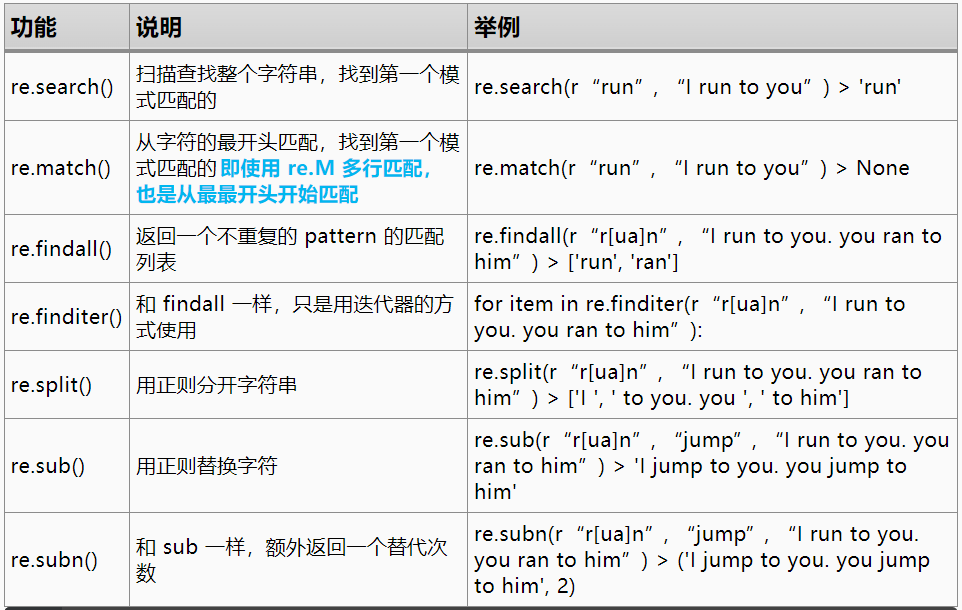 功能 说明 举例
re.search() 扫描查找整个字符串，找到第一个模 re.search(r“run”, “I run to you”) > 'run'
式匹配的
re.match() 从字符的最开头匹配，找到第一个模 re.match(r“run”, “I run to you”) > None
式匹配的即使用 re.M 多行匹配，
也是从最最开头开始匹配
re.findall() 返回一个不重复的 pattern 的匹配 re.findall(r“r[ua]n”, “I run to you. you ran to
列表 him”) > ['run', 'ran']
re.finditer() 和 findall 一样，只是用迭代器的方 for item in re.finditer(r“r[ua]n”, “I run to
式使用 you. you ran to him”):
re.split() 用正则分开字符串 re.split(r“r[ua]n”, “I run to you. you ran to
him”) > ['I ', ' to you. you ', ' to him']
re.sub() 用正则替换字符 re.sub(r“r[ua]n”, “jump”, “I run to you. you
ran to him”) > 'I jump to you. you jump to
him'
re.subn() 和 sub 一样，额外返回一个替代次 re.subn(r“r[ua]n”, “jump”, “I run to you.
数 you ran to him”) > ('I jump to you. you jump
to him', 2)